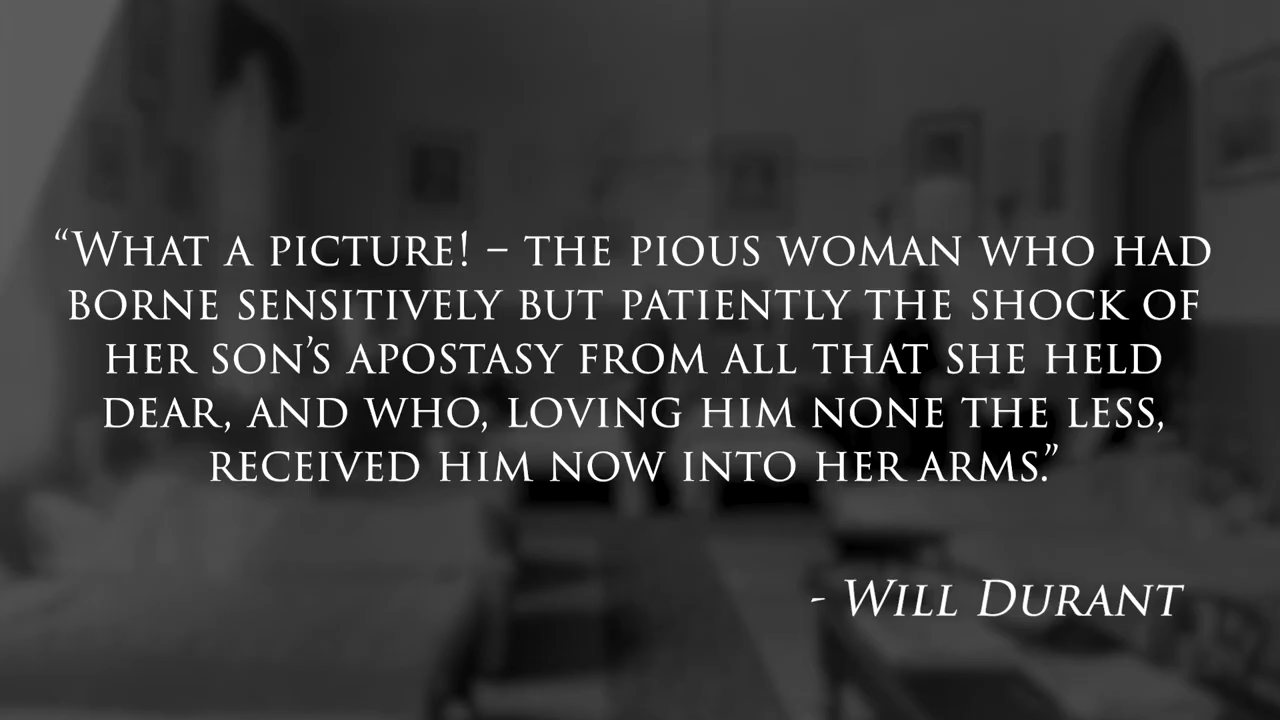 “What a picture! – the pious woman who had
borne sensitively but patiently the shock of
her son’s apostasy from all that she held
dear, and who, loving him none the less,
received him now into her arms.”
- Will Durant